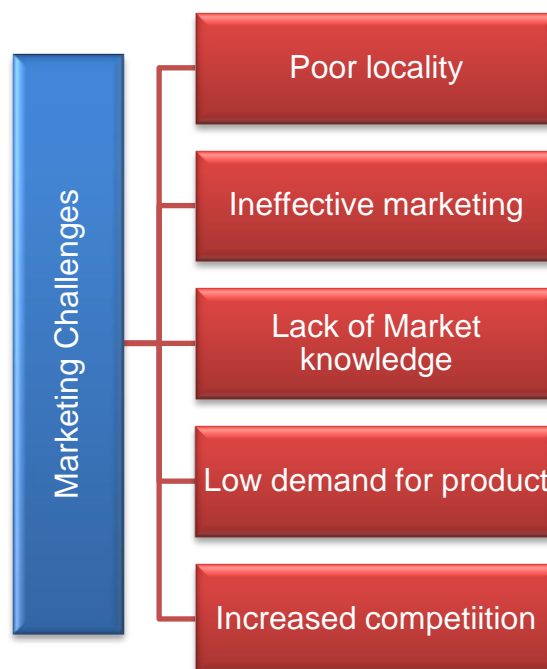 Marketing Challenges
Poor locality
Ineffective marketing
Lack of Market
knowledge
Low demand for product
Increased competiition